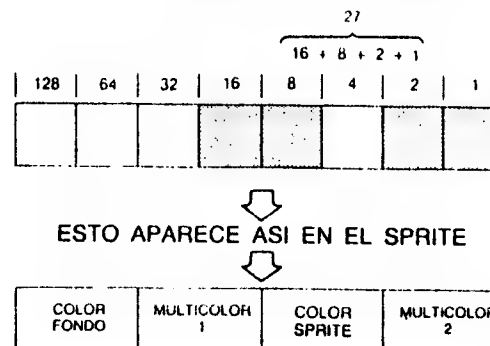 27
16 + 8 + 2 + 1
128 64 32 16 8 4 2 1
ESTO APARECE ASI EN EL SPRITE
COLOR FONDO MULTICOLOR 1 COLOR SPRITE MULTICOLOR 2